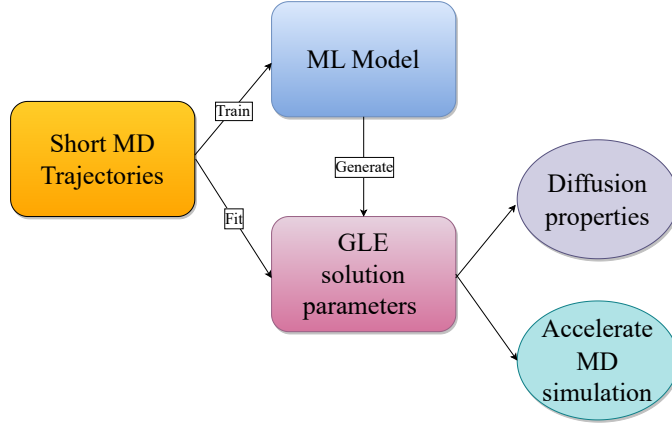 ML Model
Train
Short MD
Trajectories
Generate
Fit
GLE
solution
parameters
Diffusion
properties
Accelerate
MD
simulation